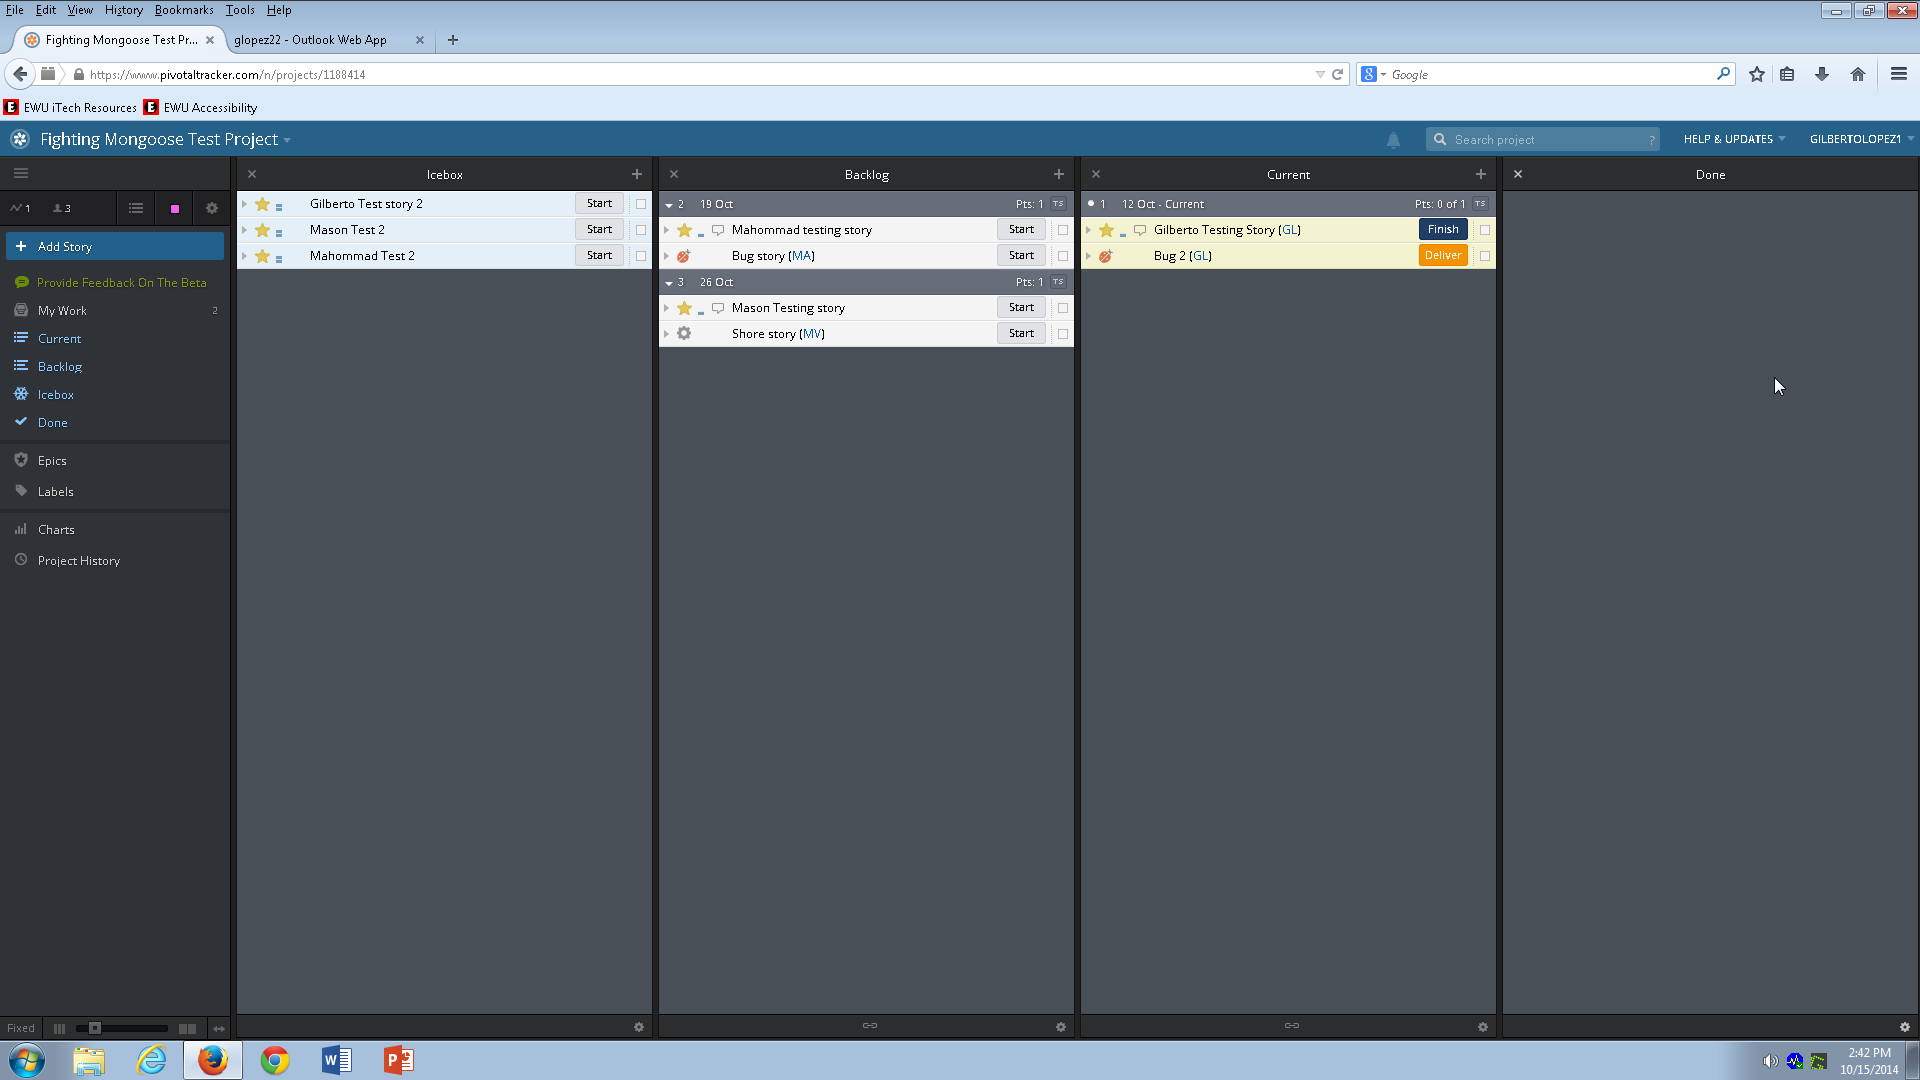 File Edit View History Bookmarks Tools Help
Fighting Mongoose Test Pr... glopez22 - Outlook Web App
https://www.pivotaltracker.com/n/projects/1188414 8 Google
E EWU iTech Resources E EWU Accessibility
Fighting Mongoose Test Project Search project ? HELP & UPDATES GILBERTOLOPEZ1
Icebox Backlog Current Done
1 3
Add Story
Provide Feedback On The Beta
My Work 2
Current
Backlog
Icebox
Done
Epics
Labels
Charts
Project History
Fixed
Gilberto Test story 2 Start
Mason Test 2 Start
Mahommad Test 2 Start
2 19 Oct Pts: 1 TS
Mahommad testing story Start
Bug story (MA) Start
3 26 Oct Pts: 1 TS
Mason Testing story Start
Shore story (MV) Start
1 12 Oct - Current Pts: 0 of 1 TS
Gilberto Testing Story (GL) Finish
Bug 2 (GL) Deliver
2:42 PM
10/15/2014